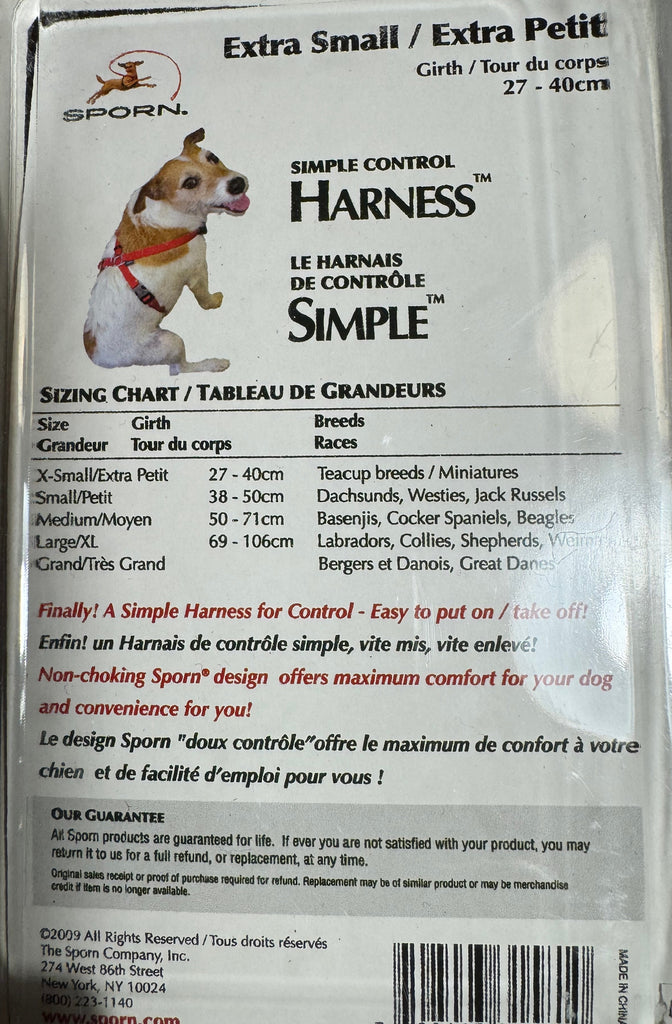 Extra Small / Extra Petit
Girth / Tour du corps
27 - 40cm
SPORN.
SIMPLE CONTROL
HARNESS™
LE HARNAIS
DE CONTRÔLE
SIMPLE™
SIZING CHART / TABLEAU DE GRANDEURS
Size Girth Breeds
Grandeur Tour du corps Races
X-Small/Extra Petit 27 - 40cm Teacup breeds / Miniatures
Small/Petit 38 - 50cm Dachsunds, Westies, Jack Russels
Medium/Moyen 50 - 71cm Basenjis, Cocker Spaniels, Beagles
Large/XL 69 - 106cm Labradors, Collies, Shepherds,
Grand/Très Grand Bergers et Danois, Great Danes
Finally! A Simple Harness for Control - Easy to put on / take off!
Enfin! un Harnais de contrôle simple, vite mis, vite enlevé!
Non-choking Sporn® design offers maximum comfort for your dog
and convenience for you!
Le design Sporn "doux contrôle"offre le maximum de confort à votre
chien et de facilité d'emploi pour vous !
OUR GUARANTEE
All Sporn products are guaranteed for life. If ever you are not satisfied with your product, you may
return it to us for a full refund, or replacement, at any time.
Original sales receipt or proof of purchase required for refund. Replacement may be of similar product or may be merchandise
credit if item is no longer available.
©2009 All Rights Reserved / Tous droits réservés
The Sporn Company, Inc.
274 West 86th Street
New York, NY 10024
(800) 223-1140
www.sporn.com
MADE IN CHINA